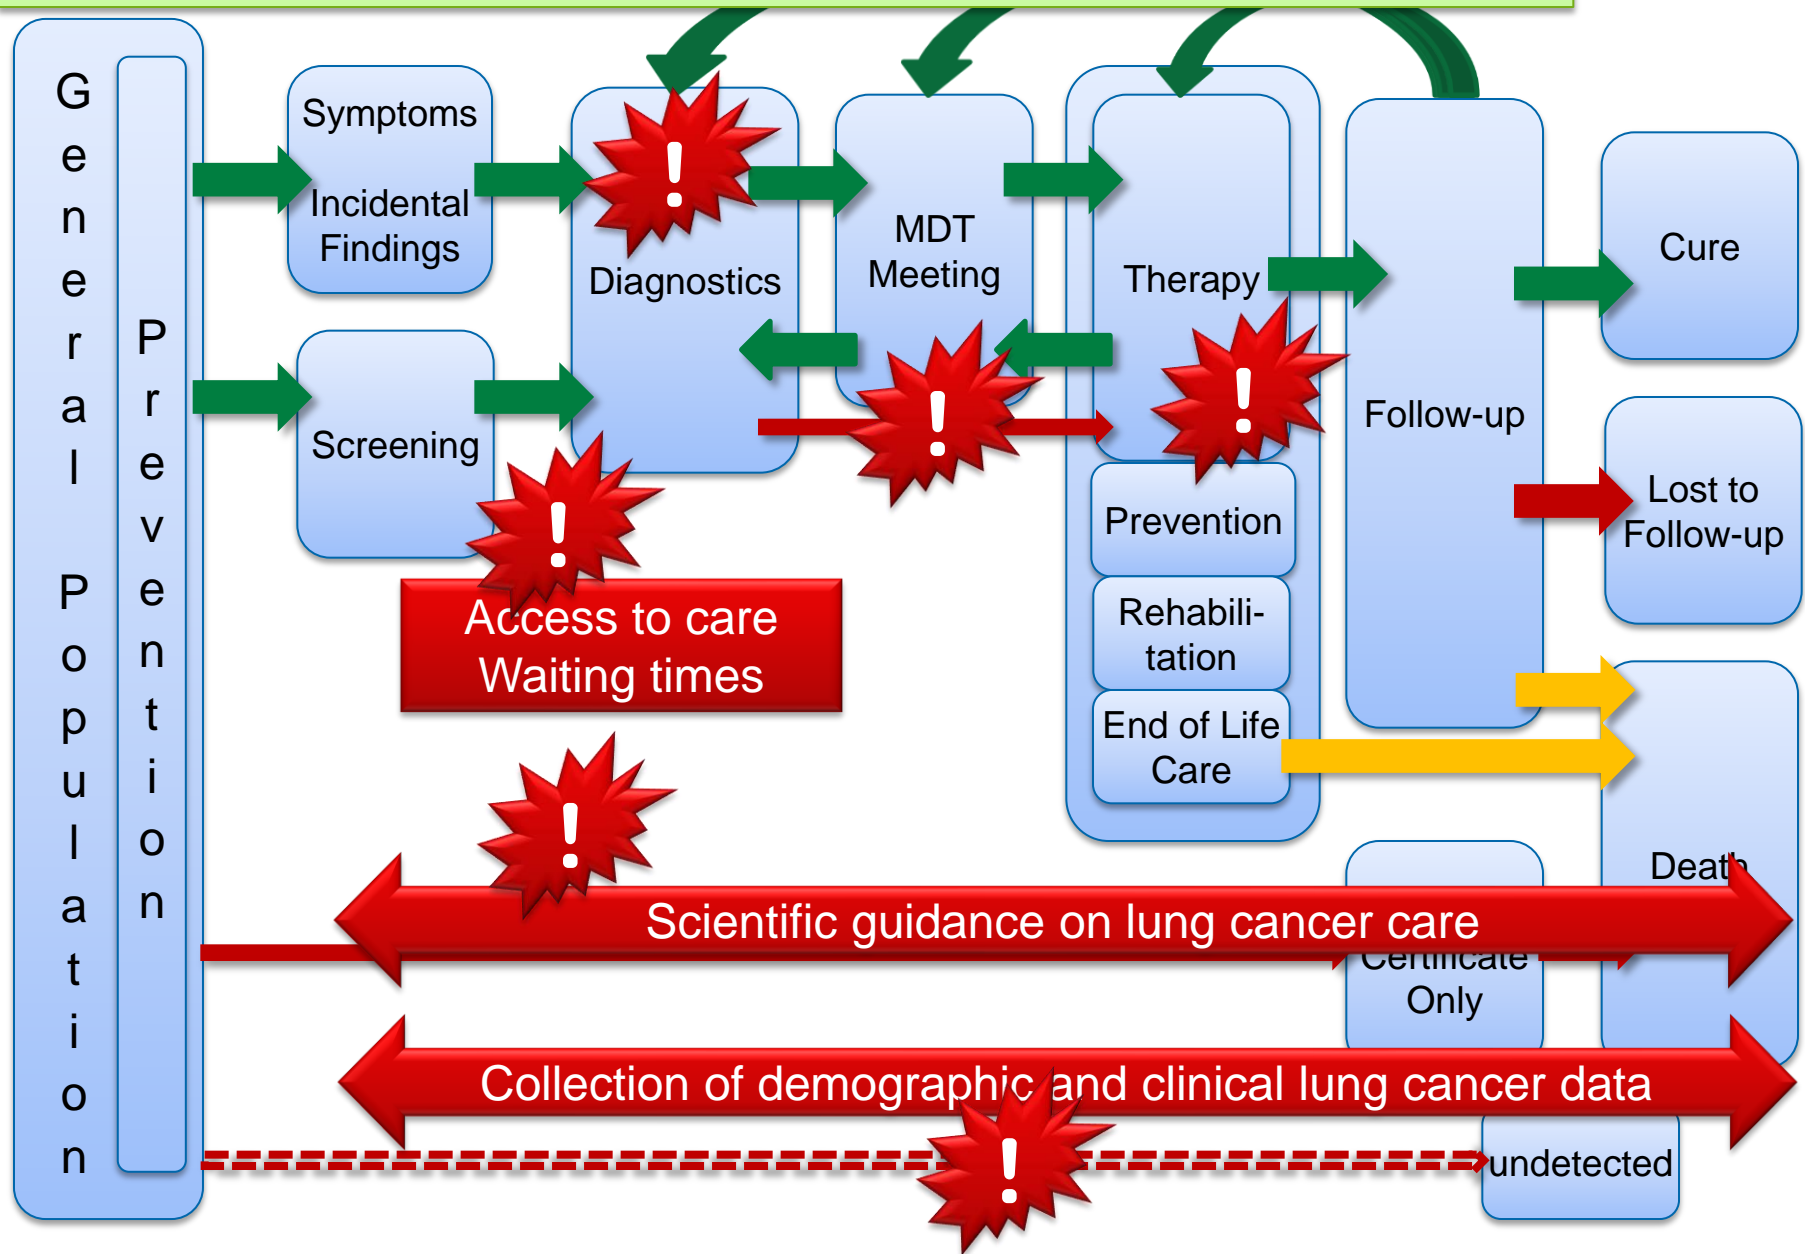 General Population
Prevention
Symptoms
Incidental
Findings
Screening
Diagnostics
!
MDT
Meeting
Therapy
!
!
!
Prevention
Rehabili-
tation
End of Life
Care
Follow-up
Cure
Lost to
Follow-up
Death
Access to care
Waiting times
!
Scientific guidance on lung cancer care
Certificate
Only
Collection of demographic and clinical lung cancer data
!
undetected